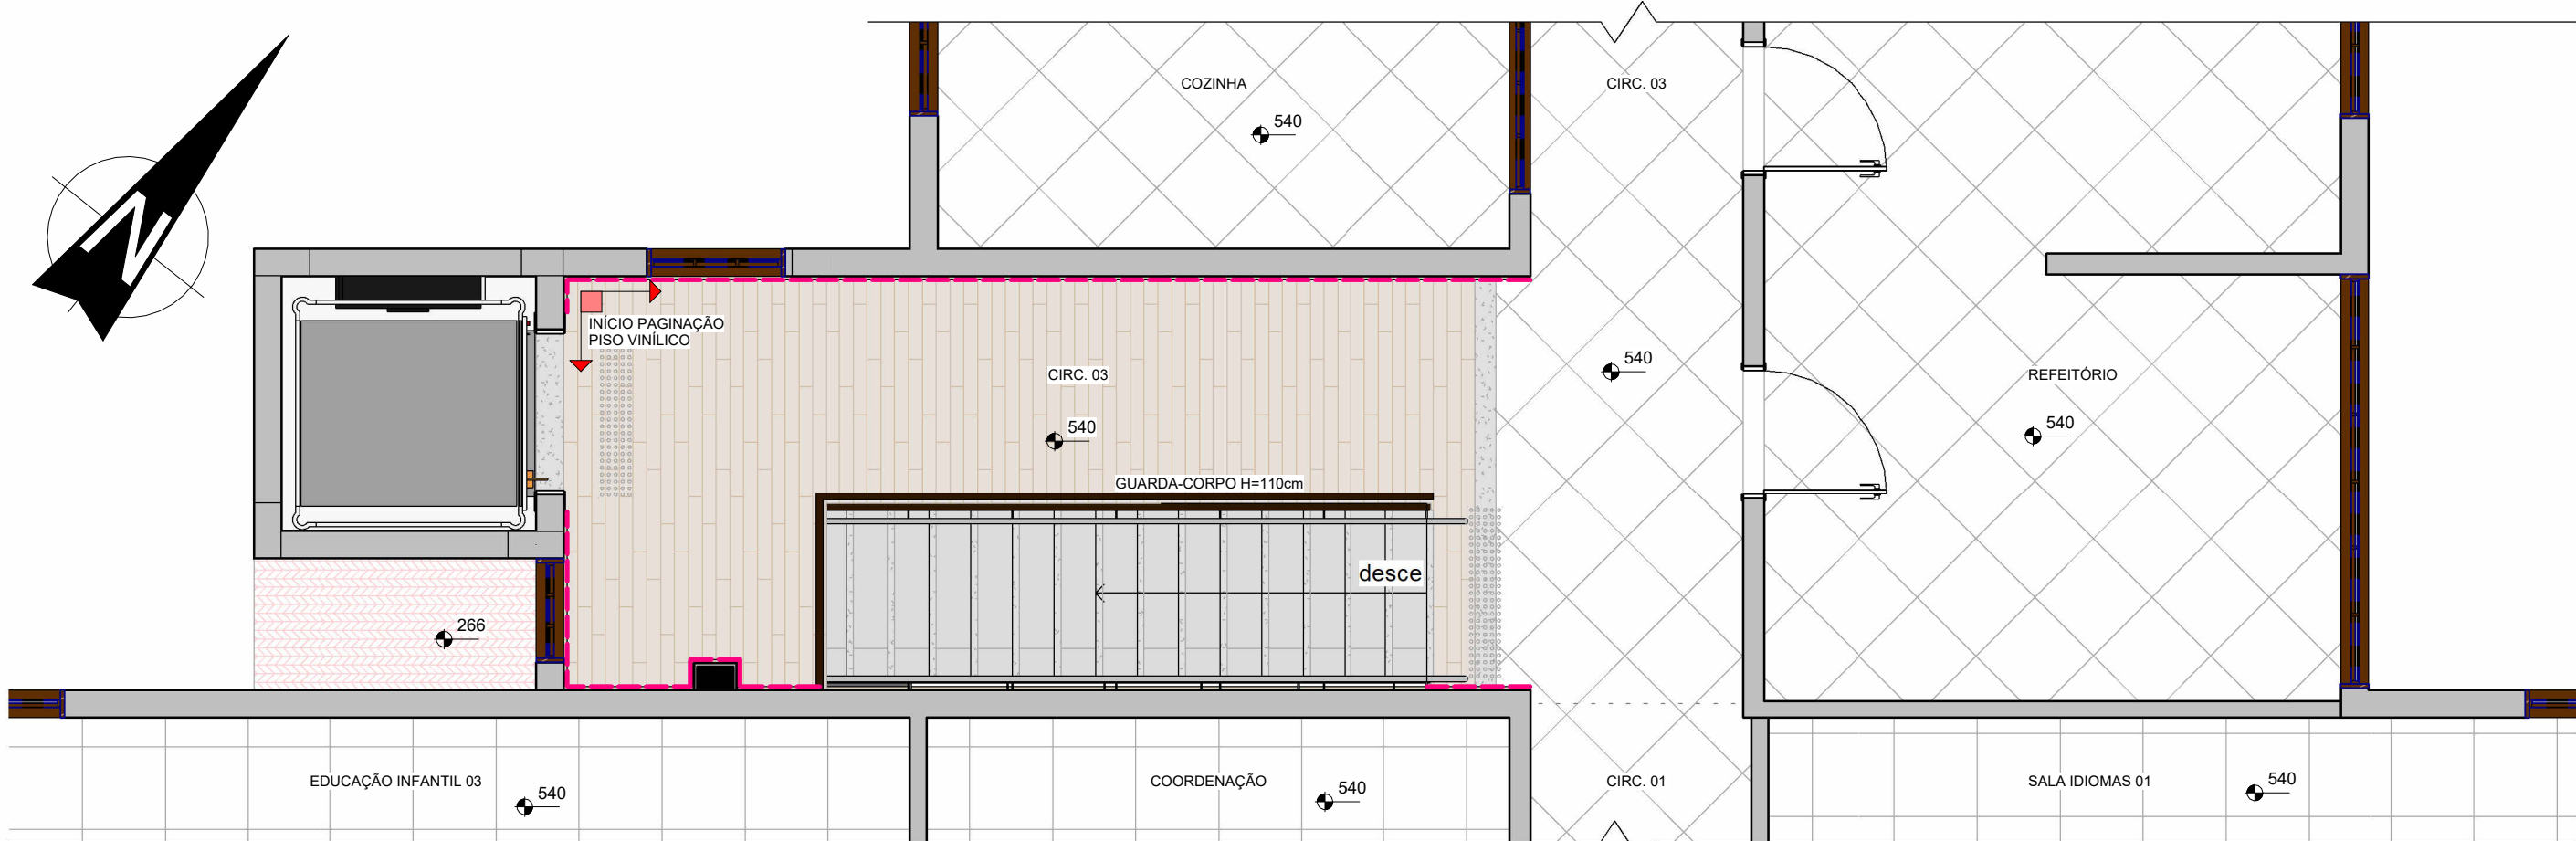 COZINHA
540
CIRC. 03
N
INÍCIO PAGINAÇÃO
PISO VINÍLICO
CIRC. 03
540
540
REFEITÓRIO
540
GUARDA-CORPO H=110cm
desce
266
EDUCAÇÃO INFANTIL 03
540
COORDENAÇÃO
540
CIRC. 01
SALA IDIOMAS 01
540